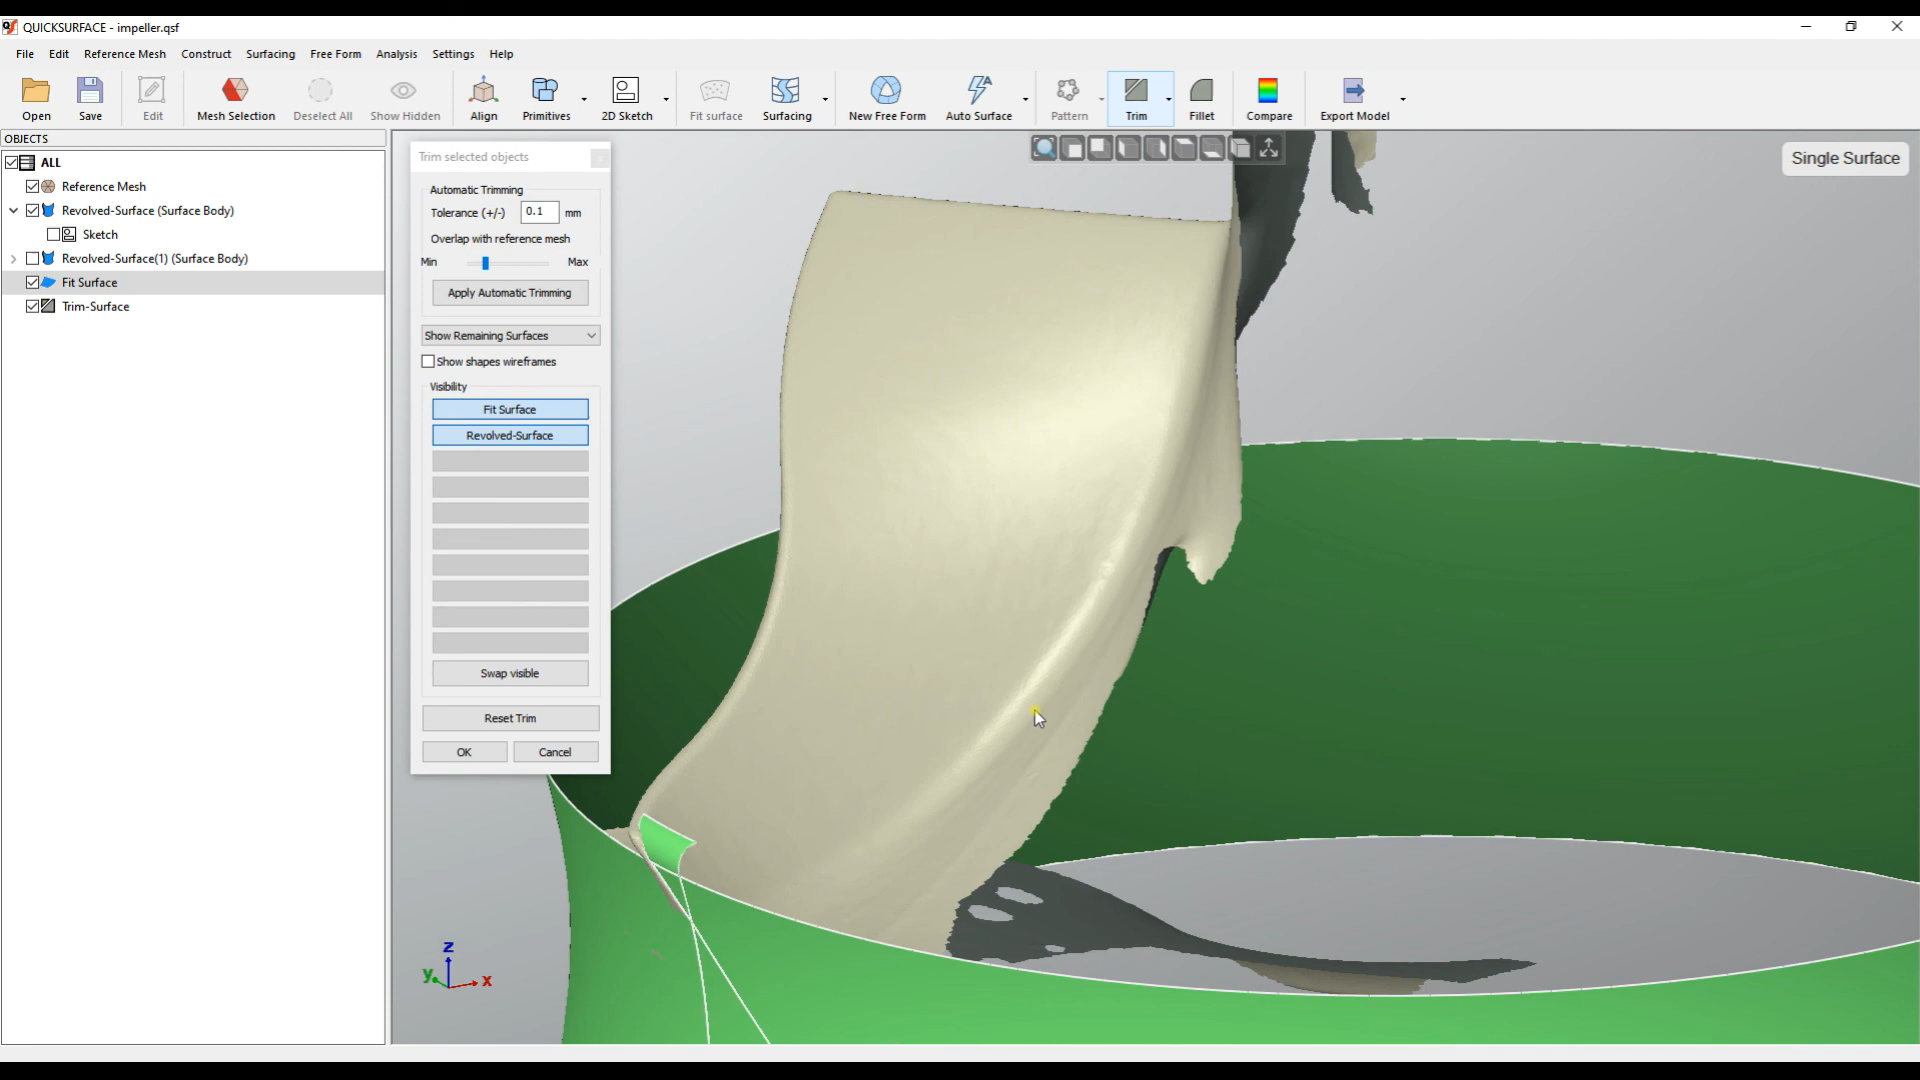 QUICKSURFACE - impeller.qsf
File Edit Reference Mesh Construct Surfacing Free Form Analysis Settings Help
Open Save Edit Mesh Selection Deselect All Show Hidden Align Primitives 2D Sketch Fit surface Surfacing New Free Form Auto Surface Pattern Trim Fillet Compare Export Model
OBJECTS
ALL
Reference Mesh
Revolved-Surface (Surface Body)
Sketch
Revolved-Surface(1) (Surface Body)
Fit Surface
Trim-Surface
Trim selected objects
Automatic Trimming
Tolerance (+/-) 0.1 mm
Overlap with reference mesh
Min Max
Apply Automatic Trimming
Show Remaining Surfaces
Show shapes wireframes
Visibility
Fit Surface
Revolved-Surface
Swap visible
Reset Trim
OK Cancel
Single Surface
z
y
x